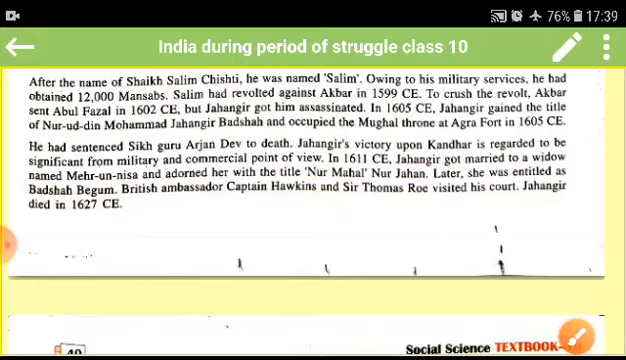 76% 17:39
India during period of struggle class 10
After the name of Shaikh Salim Chishti, he was named 'Salim'. Owing to his military services, he had
obtained 12,000 Mansabs. Salim had revolted against Akbar in 1599 CE. To crush the revolt, Akbar
sent Abul Fazal in 1602 CE, but Jahangir got him assassinated. In 1605 CE, Jahangir gained the title
of Nur-ud-din Mohammad Jahangir Badshah and occupied the Mughal throne at Agra Fort in 1605 CE.
He had sentenced Sikh guru Arjan Dev to death. Jahangir's victory upon Kandhar is regarded to be
significant from military and commercial point of view. In 1611 CE, Jahangir got married to a widow
named Mehr-un-nisa and adorned her with the title 'Nur Mahal' Nur Jahan. Later, she was entitled as
Badshah Begum. British ambassador Captain Hawkins and Sir Thomas Roe visited his court. Jahangir
died in 1627 CE.
Social Science TEXTBOOK-